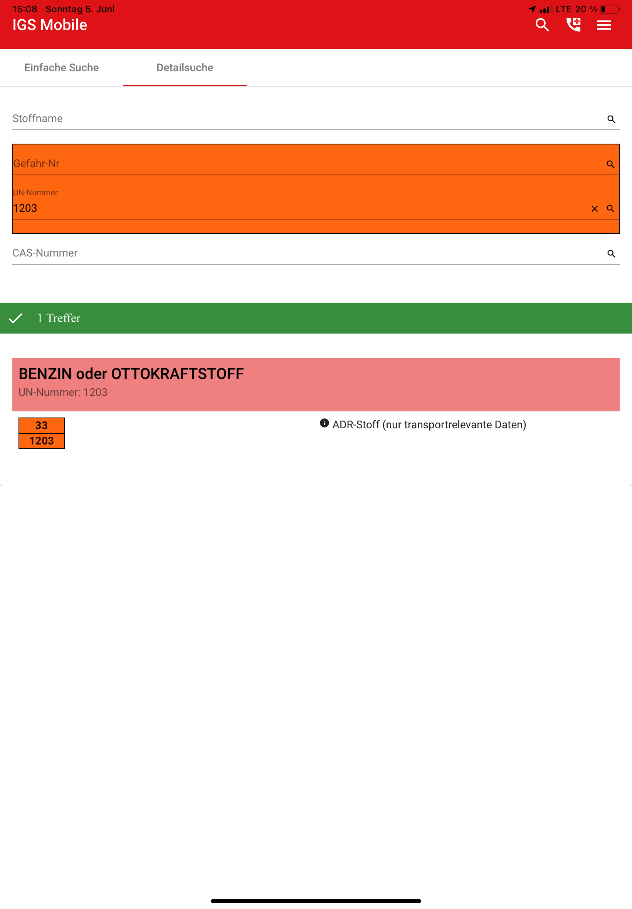 15:08 Sonntag 5. Juni LTE 20 %
IGS Mobile
Einfache Suche Detailsuche
Stoffname
Gefahr-Nr
UN-Nummer
1203
CAS-Nummer
1 Treffer
BENZIN oder OTTOKRAFTSTOFF
UN-Nummer: 1203
33
1203
ADR-Stoff (nur transportrelevante Daten)